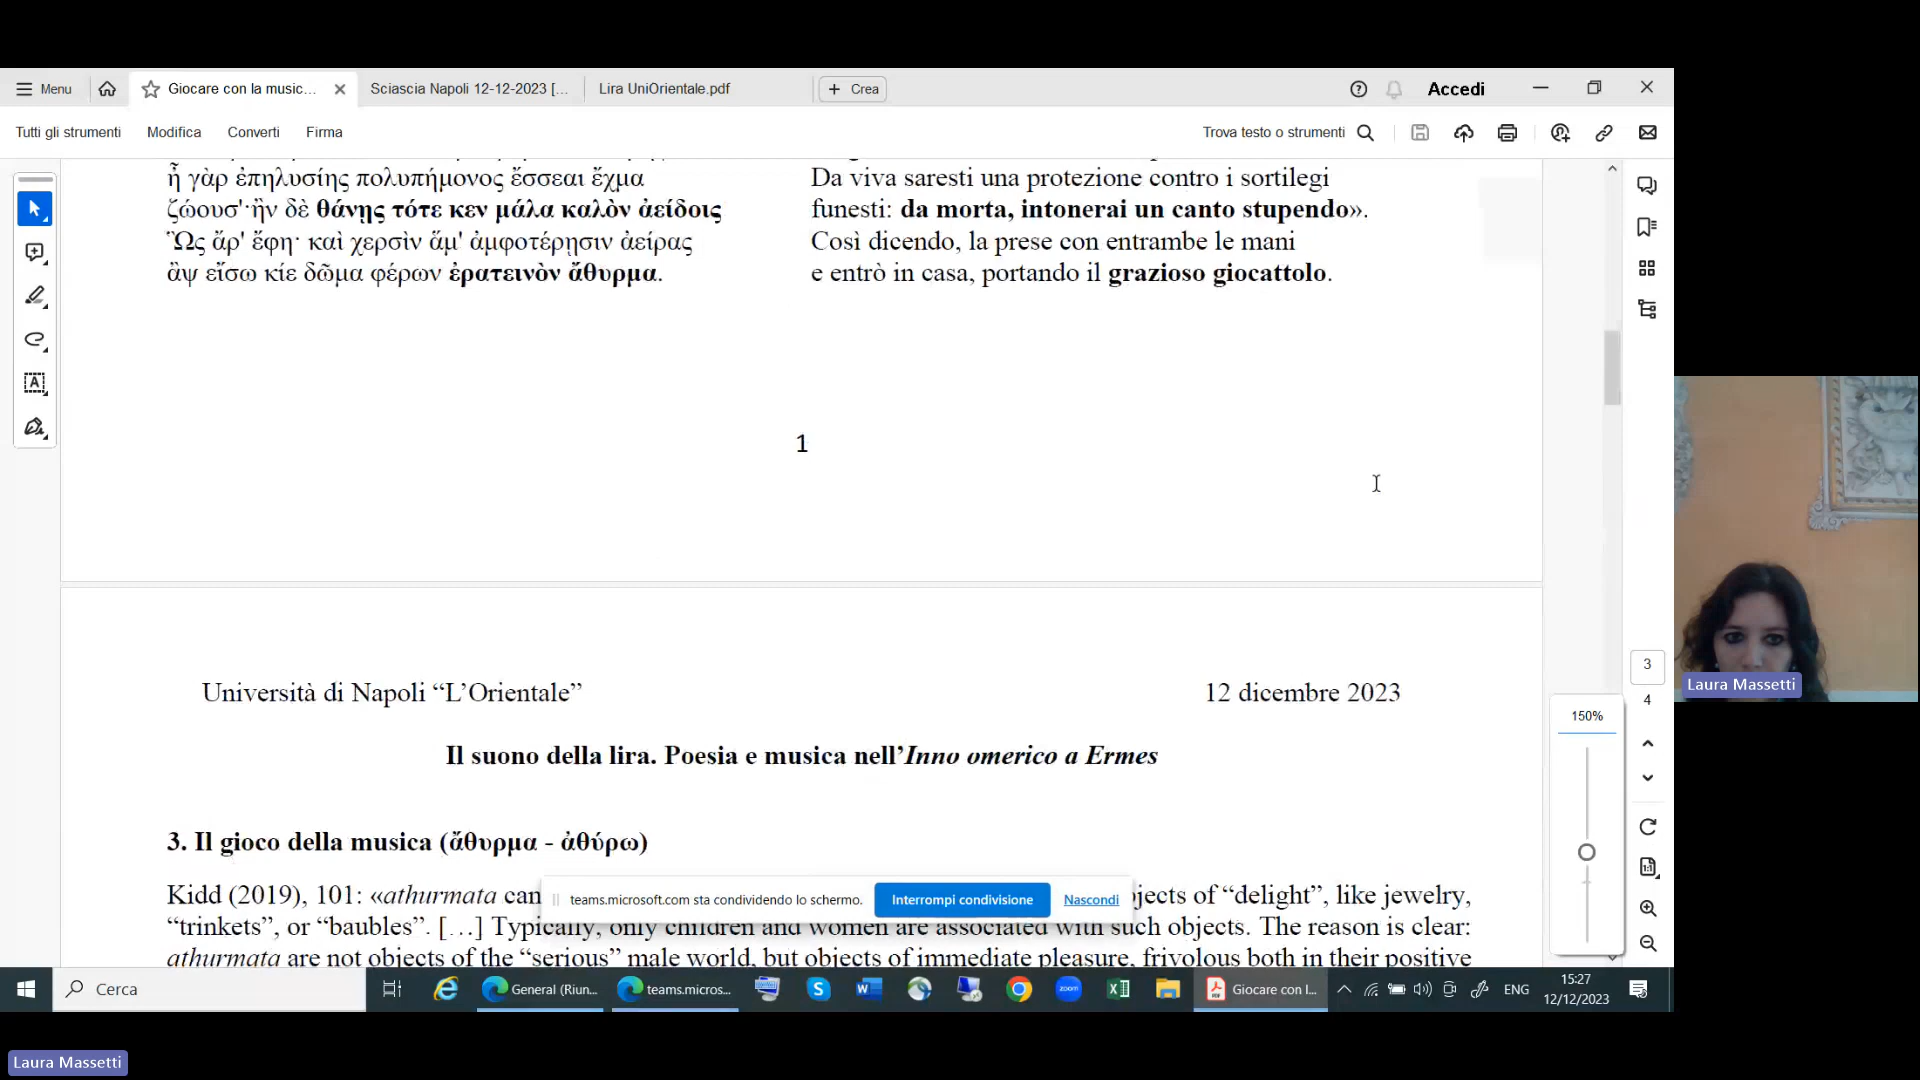 Menu
Giocare con la music...
Sciascia Napoli 12-12-2023 [...
Lira UniOrientale.pdf
Crea
Accedi
Tutti gli strumenti
Modifica
Converti
Firma
Trova testo o strumenti
ἦ γὰρ ἐπηλυσίης πολυπήμονος ἔσσεαι ἔχμα
ζώουσ'·ἢν δὲ θάνῃς τότε κεν μάλα καλὸν ἀείδοις
Ὣς ἄρ' ἔφη· καὶ χερσὶν ἅμ' ἀμφοτέρῃσιν ἀείρας
ἂψ εἴσω κίε δῶμα φέρων ἐρατεινὸν ἄθυρμα.
Da viva saresti una protezione contro i sortilegi
funesti: da morta, intonerai un canto stupendo».
Così dicendo, la prese con entrambe le mani
e entrò in casa, portando il grazioso giocattolo.
1
Università di Napoli “L’Orientale”
12 dicembre 2023
Il suono della lira. Poesia e musica nell’Inno omerico a Ermes
3. Il gioco della musica (ἄθυρμα - ἀθύρω)
Kidd (2019), 101: «athurmata can
jects of “delight”, like jewelry,
“trinkets”, or “baubles”. […] Typically, only children and women are associated with such objects. The reason is clear:
athurmata are not objects of the “serious” male world, but objects of immediate pleasure, frivolous both in their positive
teams.microsoft.com sta condividendo lo schermo.
Interrompi condivisione
Nascondi
3
4
150%
Laura Massetti
Cerca
General (Riun...
teams.micros...
Giocare con l...
ENG
15:27
12/12/2023
Laura Massetti